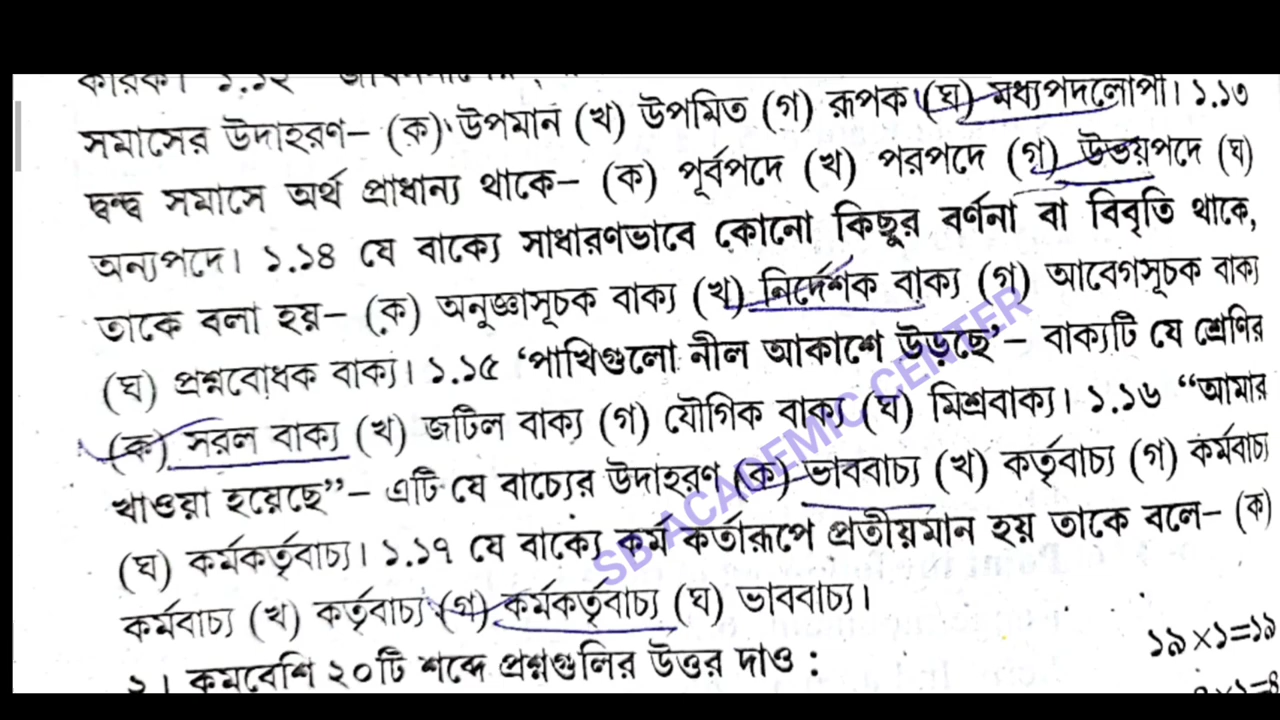 কারক। ১.১২
সমাসের উদাহরণ– (ক) উপমান (খ) উপমিত (গ) রূপক (ঘ) মধ্যপদলোপী। ১.১৩
দ্বন্দ্ব সমাসে অর্থ প্রাধান্য থাকে– (ক) পূর্বপদে (খ) পরপদে (গ) উভয়পদে (ঘ)
অন্যপদে। ১.১৪ যে বাক্যে সাধারণভাবে কোনো কিছুর বর্ণনা বা বিবৃতি থাকে,
তাকে বলা হয়– (ক) অনুজ্ঞাসূচক বাক্য (খ) নির্দেশক বাক্য (গ) আবেগসূচক বাক্য
(ঘ) প্রশ্নবোধক বাক্য। ১.১৫ ‘পাখিগুলো নীল আকাশে উড়ছে’– বাক্যটি যে শ্রেণির
(ক) সরল বাক্য (খ) জটিল বাক্য (গ) যৌগিক বাক্য (ঘ) মিশ্রবাক্য। ১.১৬ “আমার
খাওয়া হয়েছে”– এটি যে বাচ্যের উদাহরণ (ক) ভাববাচ্য (খ) কর্তৃবাচ্য (গ) কর্মবাচ্য
(ঘ) কর্মকর্তৃবাচ্য। ১.১৭ যে বাক্যে কর্ম কর্তারূপে প্রতীয়মান হয় তাকে বলে– (ক)
কর্মবাচ্য (খ) কর্তৃবাচ্য (গ) কর্মকর্তৃবাচ্য (ঘ) ভাববাচ্য।
১৯×১=১৯
২। কমবেশি ২০টি শব্দে প্রশ্নগুলির উত্তর দাও :
SB ACADEMIC CENTER